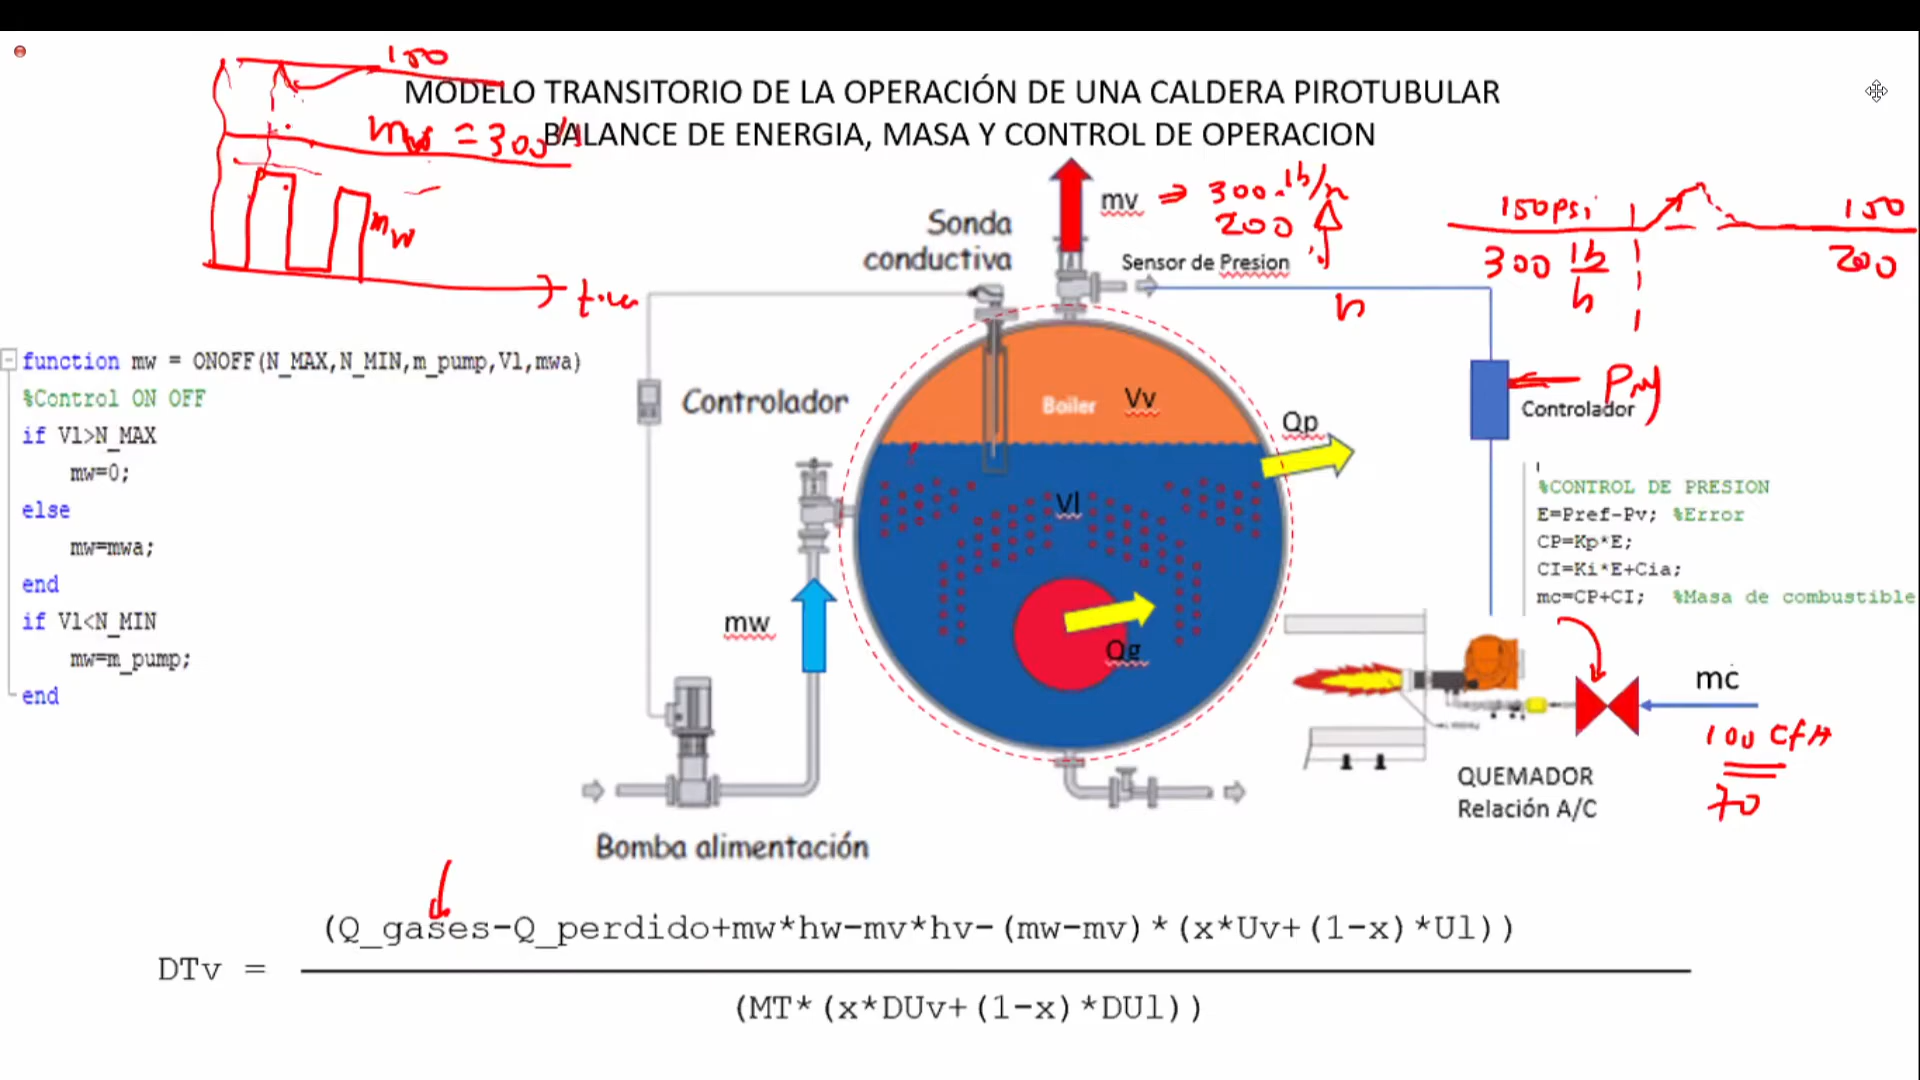 150
MODELO TRANSITORIO DE LA OPERACIÓN DE UNA CALDERA PIROTUBULAR
BALANCE DE ENERGIA, MASA Y CONTROL DE OPERACION
= 300
mw
mv ⇒ 300 lb/h
200
Sonda
conductiva
Sensor de Presion
150psi
150
300 lb/h
200
function mw = ONOFF(N_MAX,N_MIN,m_pump,Vl,mwa)
%Control ON OFF
if Vl>N_MAX
mw=0;
else
mw=mwa;
end
if Vl<N_MIN
mw=m_pump;
end
Controlador
Boiler
Vv
Qp
Controlador
Vl
%CONTROL DE PRESION
E=Pref-Pv; %Error
CP=Kp*E;
CI=Ki*E+Cia;
mc=CP+CI; %Masa de combustible
mw
Qg
mc
100 CfH
70
QUEMADOR
Relación A/C
Bomba alimentación
(Q_gases-Q_perdido+mw*hw-mv*hv-(mw-mv)*(x*Uv+(1-x)*Ul))
DTv =
(MT*(x*DUv+(1-x)*DUl))